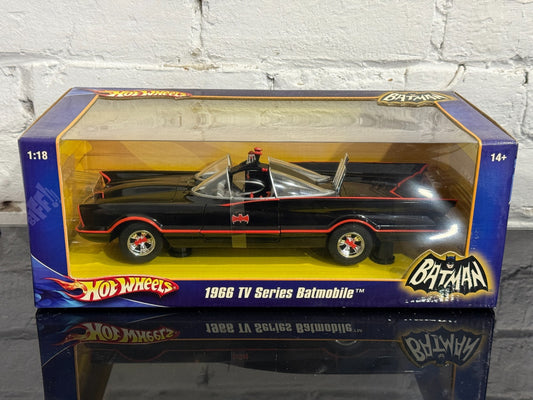 HOT WHEELS
BATMAN
1:18
14+
HOT WHEELS
1966 TV Series Batmobile™
BATMAN